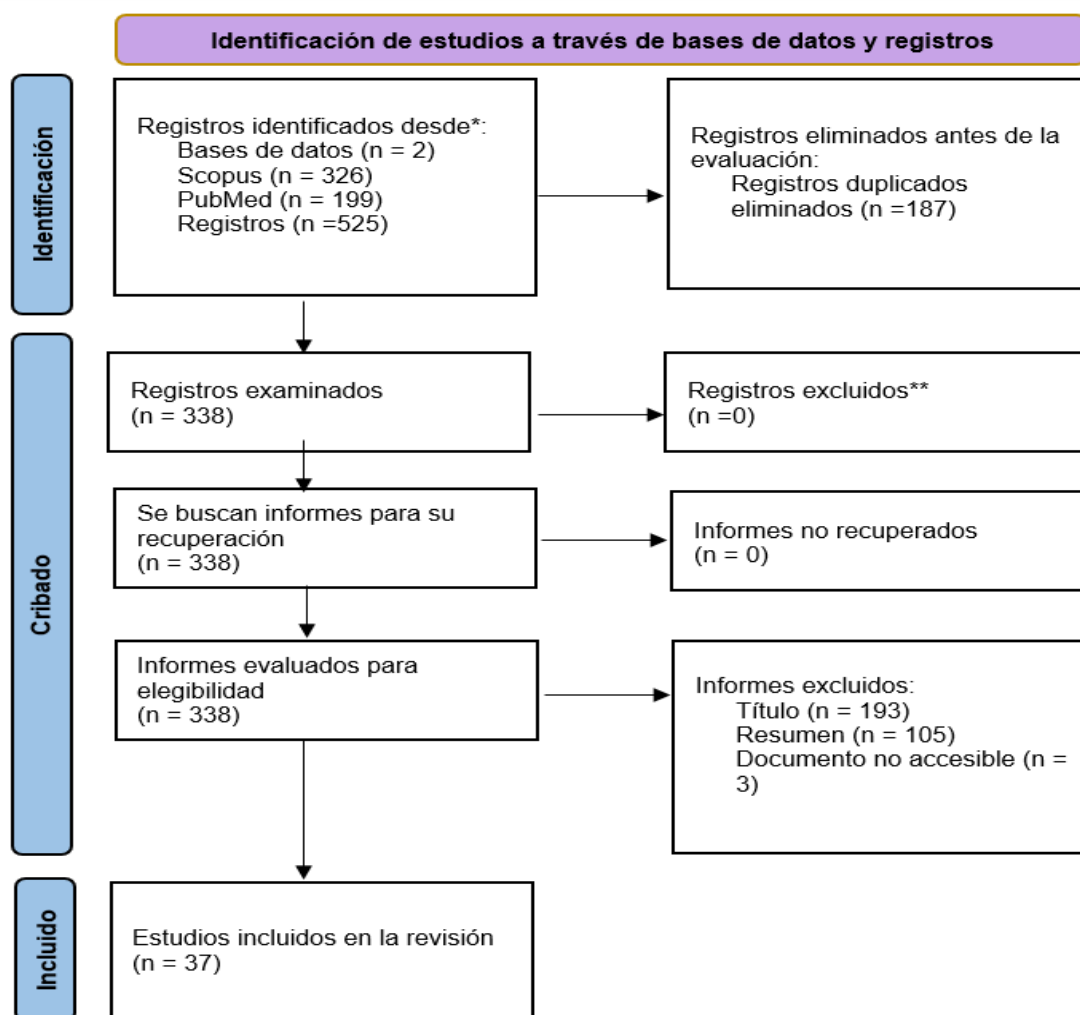 Identificación de estudios a través de bases de datos y registros
Identificación
Registros identificados desde*:
Bases de datos (n = 2)
Scopus (n = 326)
PubMed (n = 199)
Registros (n =525)
Registros eliminados antes de la
evaluación:
Registros duplicados
eliminados (n =187)
Cribado
Registros examinados
(n = 338)
Registros excluidos**
(n =0)
Se buscan informes para su
recuperación
(n = 338)
Informes no recuperados
(n = 0)
Informes evaluados para
elegibilidad
(n = 338)
Informes excluidos:
Título (n = 193)
Resumen (n = 105)
Documento no accesible (n =
3)
Incluido
Estudios incluidos en la revisión
(n = 37)